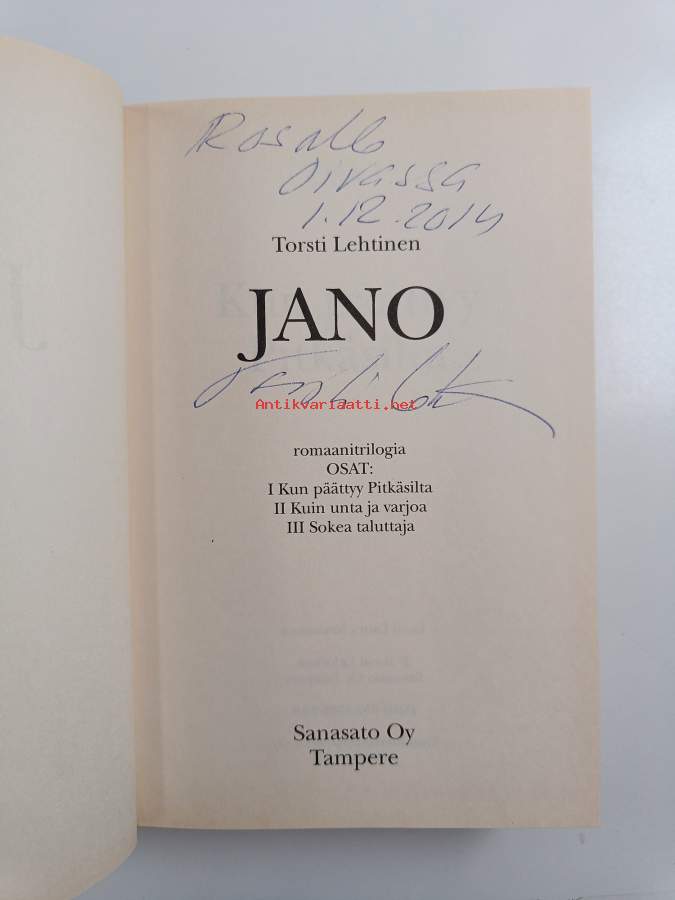 Rosalle
Oivassa
1.12.2014
Torsti Lehtinen
JANO
Antikvariaatti.net
romaanitrilogia
OSAT:
I Kun päättyy Pitkäsilta
II Kuin unta ja varjoa
III Sokea taluttaja
Sanasato Oy
Tampere